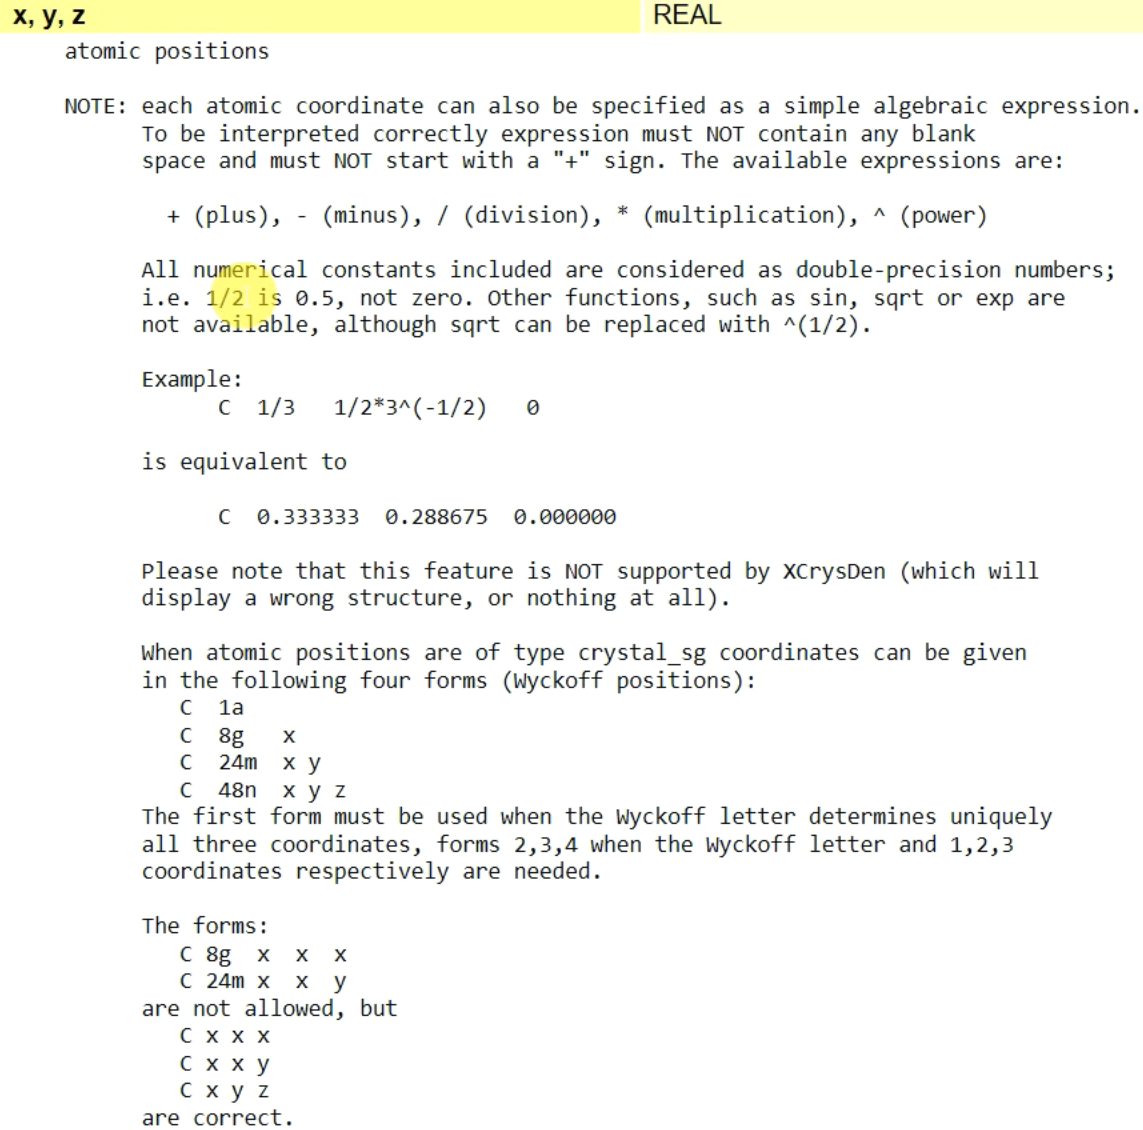 x, y, z REAL
atomic positions
NOTE: each atomic coordinate can also be specified as a simple algebraic expression.
To be interpreted correctly expression must NOT contain any blank
space and must NOT start with a "+" sign. The available expressions are:
+ (plus), - (minus), / (division), * (multiplication), ^ (power)
All numerical constants included are considered as double-precision numbers;
i.e. 1/2 is 0.5, not zero. Other functions, such as sin, sqrt or exp are
not available, although sqrt can be replaced with ^(1/2).
Example:
C 1/3 1/2*3^(-1/2) 0
is equivalent to
C 0.333333 0.288675 0.000000
Please note that this feature is NOT supported by XCrysDen (which will
display a wrong structure, or nothing at all).
When atomic positions are of type crystal_sg coordinates can be given
in the following four forms (Wyckoff positions):
C 1a
C 8g x
C 24m x y
C 48n x y z
The first form must be used when the Wyckoff letter determines uniquely
all three coordinates, forms 2,3,4 when the Wyckoff letter and 1,2,3
coordinates respectively are needed.
The forms:
C 8g x x x
C 24m x x y
are not allowed, but
C x x x
C x x y
C x y z
are correct.